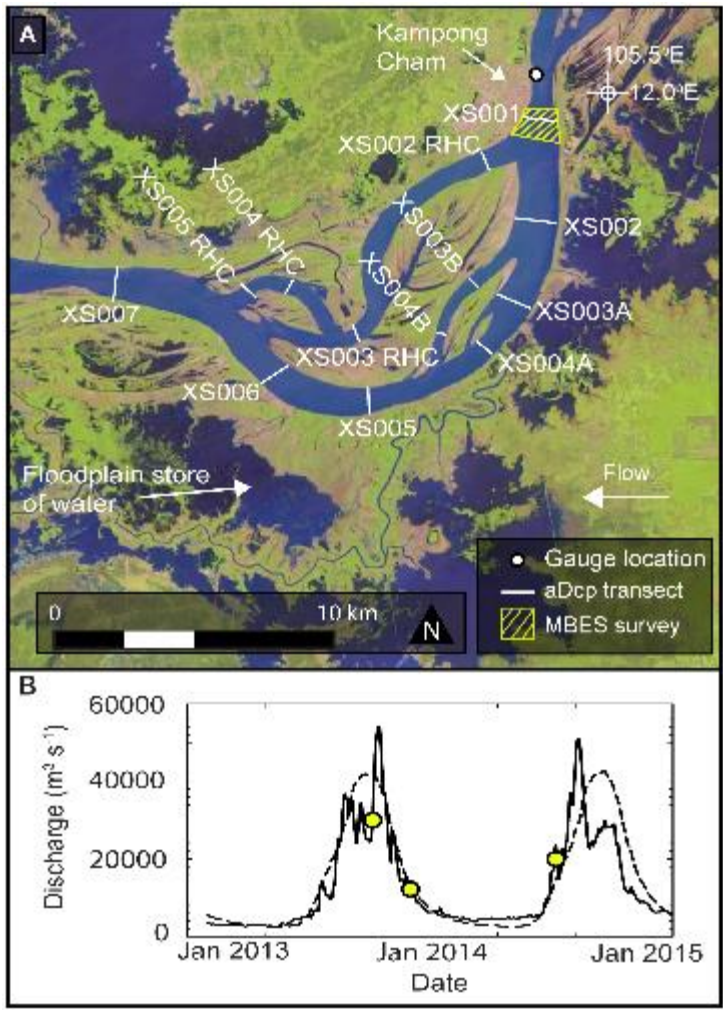 A
Kampong
Cham
105.5°E
12.0°E
XS001
XS002 RHC
XS004 RHC
XS005 RHC
XS003B
XS002
XS004B
XS007
XS003A
XS003 RHC
XS004A
XS006
XS005
Floodplain store
of water
Flow
Gauge location
aDcp transect
MBES survey
0
10 km
N
B
60000
40000
20000
0
Discharge (m³ s⁻¹)
Jan 2013
Jan 2014
Jan 2015
Date